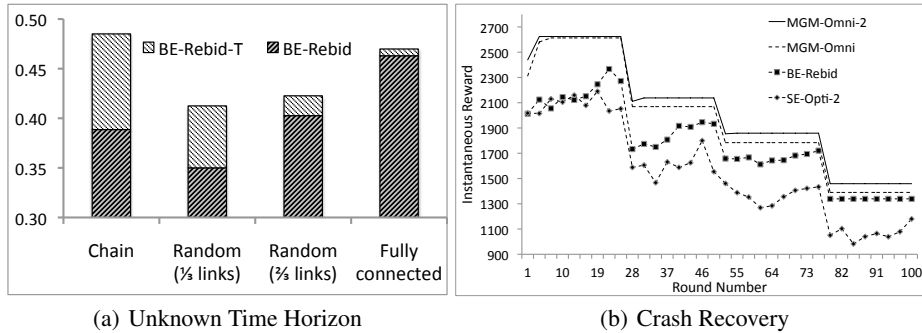 0.50
0.45
0.40
0.35
0.30
BE-Rebid-T
BE-Rebid
Chain
Random
(⅓ links)
Random
(⅔ links)
Fully
connected
(a) Unknown Time Horizon
Instantaneous Reward
2700
2500
2300
2100
1900
1700
1500
1300
1100
900
MGM-Omni-2
MGM-Omni
BE-Rebid
SE-Opti-2
1 10 19 28 37 46 55 64 73 82 91 100
Round Number
(b) Crash Recovery